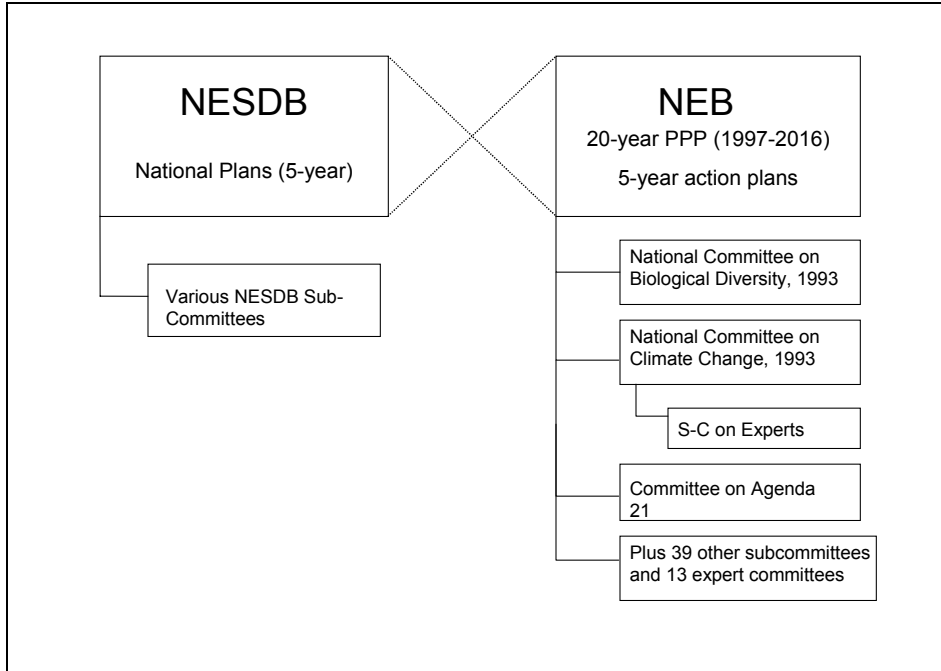 NESDB
National Plans (5-year)
Various NESDB Sub-
Committees
NEB
20-year PPP (1997-2016)
5-year action plans
National Committee on
Biological Diversity, 1993
National Committee on
Climate Change, 1993
S-C on Experts
Committee on Agenda
21
Plus 39 other subcommittees
and 13 expert committees